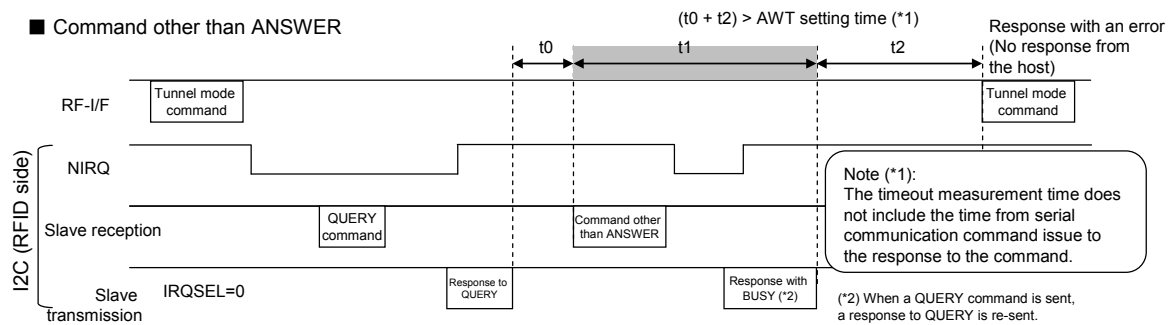 ■ Command other than ANSWER
(t0 + t2) > AWT setting time (*1)
t0
t1
t2
Response with an error
(No response from
the host)
RF-I/F
Tunnel mode
command
Tunnel mode
command
I2C (RFID side)
NIRQ
Note (*1):
The timeout measurement time does
not include the time from serial
communication command issue to
the response to the command.
Slave reception
QUERY
command
Command other
than ANSWER
Slave
transmission
IRQSEL=0
Response to
QUERY
Response with
BUSY (*2)
(*2) When a QUERY command is sent,
a response to QUERY is re-sent.